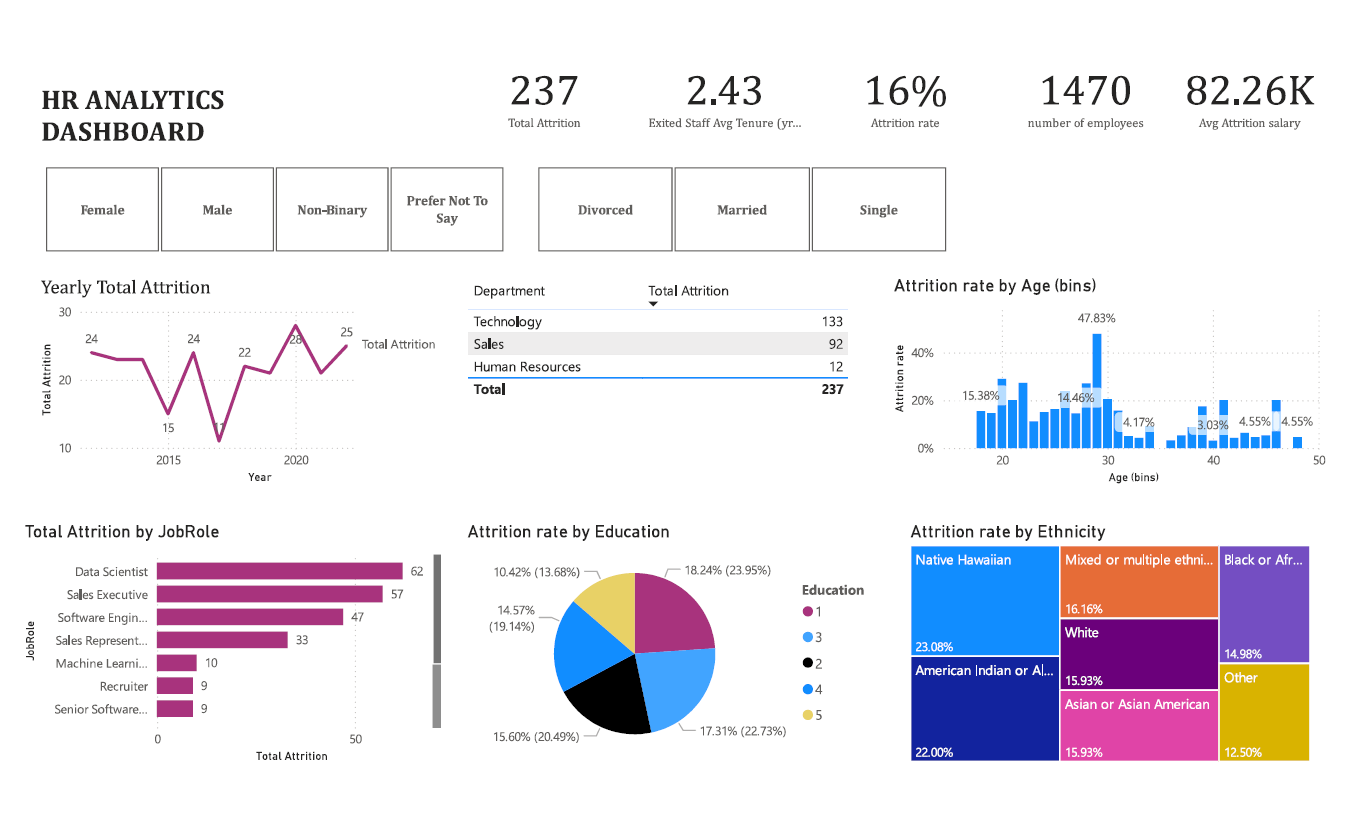 HR ANALYTICS
DASHBOARD
237
Total Attrition
2.43
Exited Staff Avg Tenure (yr...
16%
Attrition rate
1470
number of employees
82.26K
Avg Attrition salary
Female
Male
Non-Binary
Prefer Not To
Say
Divorced
Married
Single
Yearly Total Attrition
30
20
10
Total Attrition
24
15
24
11
22
28
25
Total Attrition
2015
2020
Year
Department Total Attrition
Technology 133
Sales 92
Human Resources 12
Total 237
Attrition rate by Age (bins)
Attrition rate
40%
20%
0%
15.38%
14.46%
47.83%
4.17%
3.03%
4.55%
4.55%
20
30
40
50
Age (bins)
Total Attrition by JobRole
JobRole
Data Scientist 62
Sales Executive 57
Software Engin... 47
Sales Represent... 33
Machine Learni... 10
Recruiter 9
Senior Software... 9
0
50
Total Attrition
Attrition rate by Education
10.42% (13.68%)
18.24% (23.95%)
14.57%
(19.14%)
15.60% (20.49%)
17.31% (22.73%)
Education
1
3
2
4
5
Attrition rate by Ethnicity
Native Hawaiian
23.08%
American Indian or Al...
22.00%
Mixed or multiple ethni...
16.16%
White
15.93%
Asian or Asian American
15.93%
Black or Afr...
14.98%
Other
12.50%